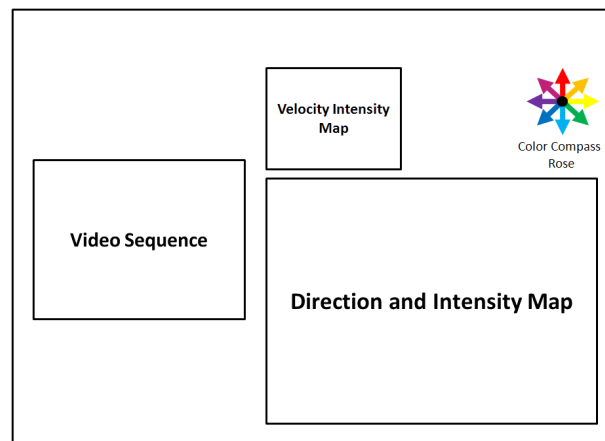 Velocity Intensity
Map
Color Compass
Rose
Video Sequence
Direction and Intensity Map